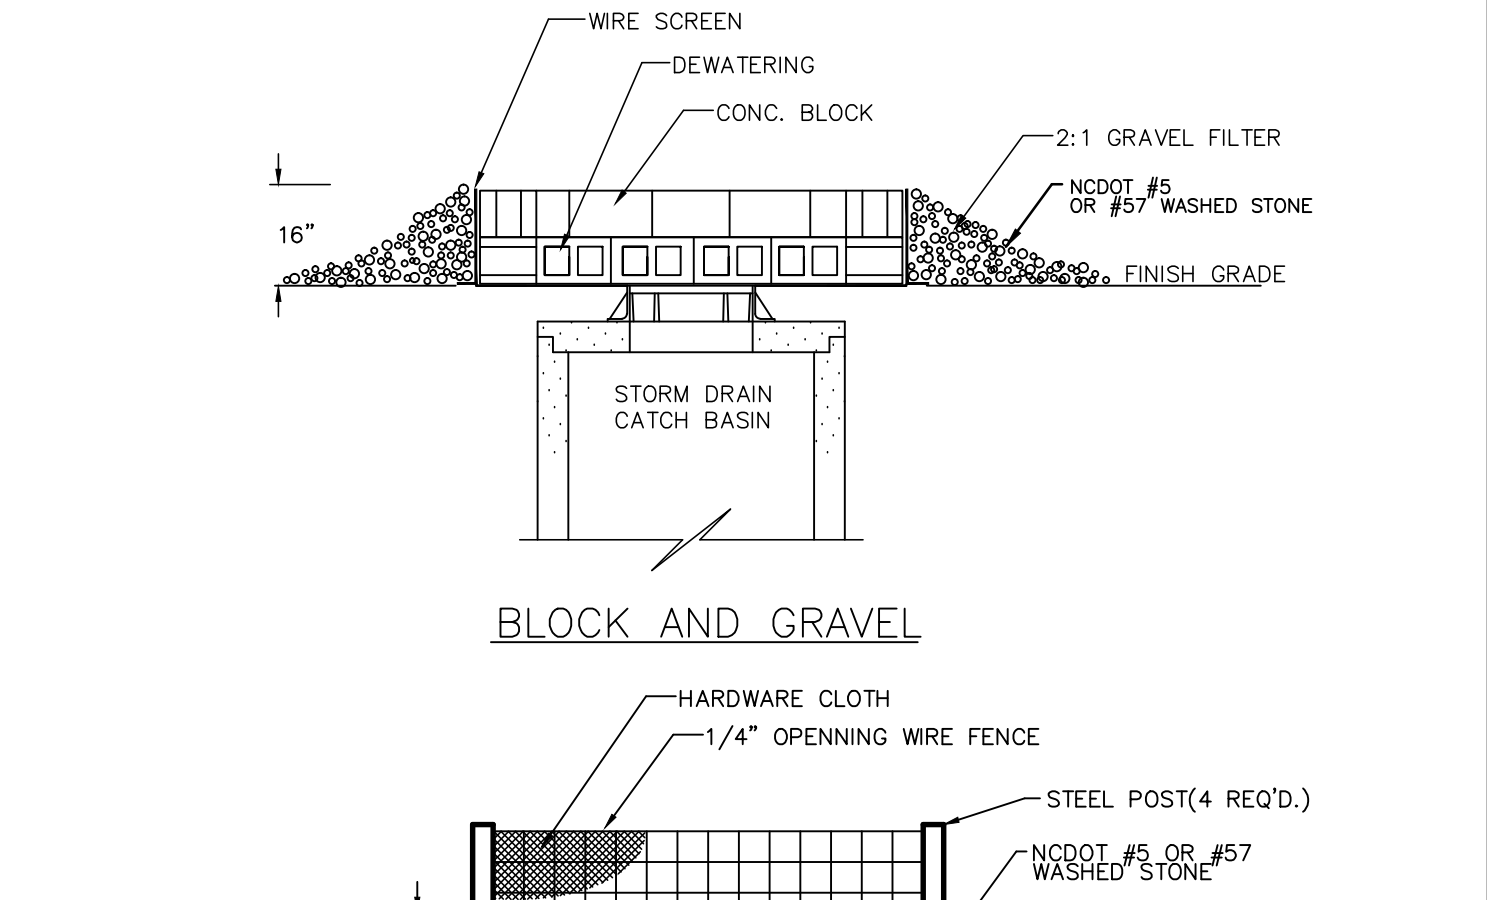 WIRE SCREEN
DEWATERING
CONC. BLOCK
2:1 GRAVEL FILTER
NCDOT #5
OR #57 WASHED STONE
16”
FINISH GRADE
STORM DRAIN
CATCH BASIN
BLOCK AND GRAVEL
HARDWARE CLOTH
1/4” OPENNING WIRE FENCE
STEEL POST(4 REQ'D.)
NCDOT #5 OR #57
WASHED STONE